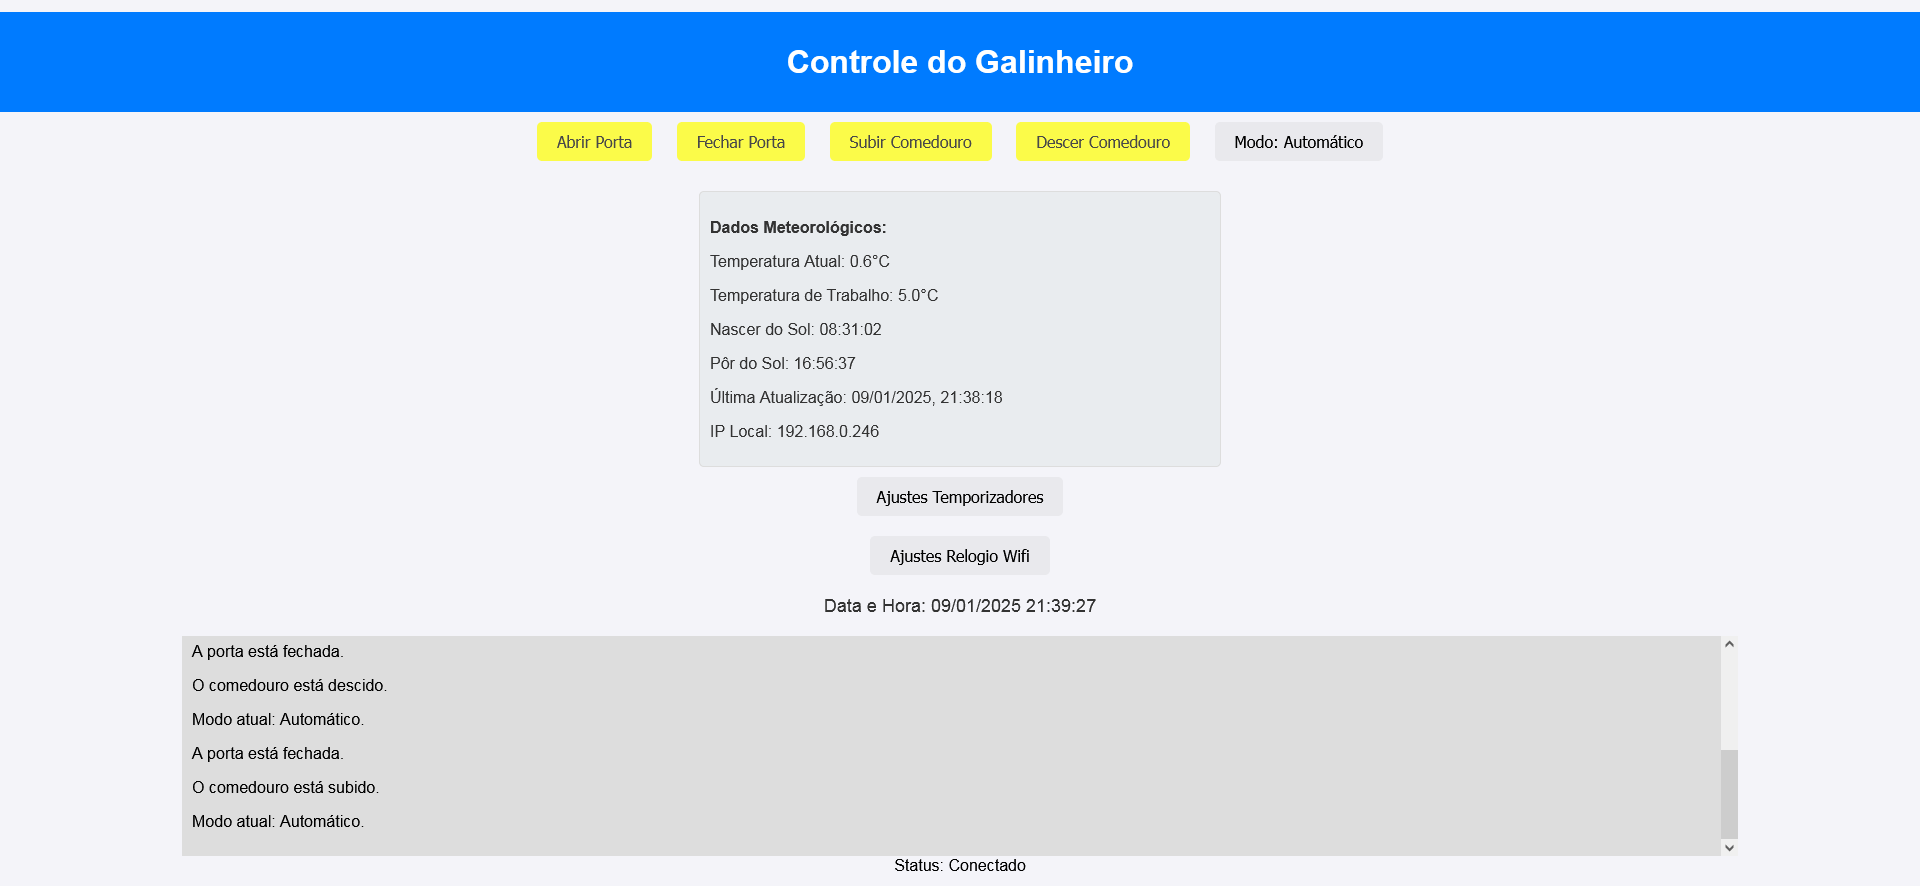 Controle do Galinheiro
Abrir Porta
Fechar Porta
Subir Comedouro
Descer Comedouro
Modo: Automático
Dados Meteorológicos:
Temperatura Atual: 0.6°C
Temperatura de Trabalho: 5.0°C
Nascer do Sol: 08:31:02
Pôr do Sol: 16:56:37
Última Atualização: 09/01/2025, 21:38:18
IP Local: 192.168.0.246
Ajustes Temporizadores
Ajustes Relogio Wifi
Data e Hora: 09/01/2025 21:39:27
A porta está fechada.
O comedouro está descido.
Modo atual: Automático.
A porta está fechada.
O comedouro está subido.
Modo atual: Automático.
Status: Conectado